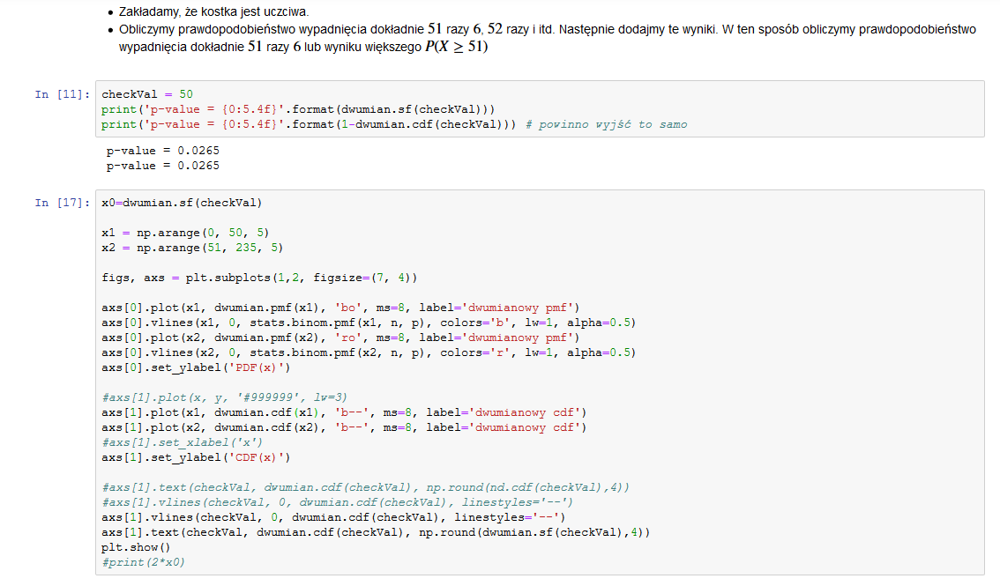 • Zakładamy, że kostka jest uczciwa.
• Obliczymy prawdopodobieństwo wypadnięcia dokładnie 51 razy 6, 52 razy i itd. Następnie dodajmy te wyniki. W ten sposób obliczymy prawdopodobieństwo
wypadnięcia dokładnie 51 razy 6 lub wyniku większego P(X ≥ 51)
In [11]: checkVal = 50
print('p-value = {0:5.4f}'.format(dwumian.sf(checkVal)))
print('p-value = {0:5.4f}'.format(1-dwumian.cdf(checkVal))) # powinno wyjść to samo
p-value = 0.0265
p-value = 0.0265
In [17]: x0=dwumian.sf(checkVal)
x1 = np.arange(0, 50, 5)
x2 = np.arange(51, 235, 5)
figs, axs = plt.subplots(1,2, figsize=(7, 4))
axs[0].plot(x1, dwumian.pmf(x1), 'bo', ms=8, label='dwumianowy pmf')
axs[0].vlines(x1, 0, stats.binom.pmf(x1, n, p), colors='b', lw=1, alpha=0.5)
axs[0].plot(x2, dwumian.pmf(x2), 'ro', ms=8, label='dwumianowy pmf')
axs[0].vlines(x2, 0, stats.binom.pmf(x2, n, p), colors='r', lw=1, alpha=0.5)
axs[0].set_ylabel('PDF(x)')
#axs[1].plot(x, y, '#999999', lw=3)
axs[1].plot(x1, dwumian.cdf(x1), 'b--', ms=8, label='dwumianowy cdf')
axs[1].plot(x2, dwumian.cdf(x2), 'b--', ms=8, label='dwumianowy cdf')
#axs[1].set_xlabel('x')
axs[1].set_ylabel('CDF(x)')
#axs[1].text(checkVal, dwumian.cdf(checkVal), np.round(nd.cdf(checkVal),4))
#axs[1].vlines(checkVal, 0, dwumian.cdf(checkVal), linestyles='--')
axs[1].vlines(checkVal, 0, dwumian.cdf(checkVal), linestyles='--')
axs[1].text(checkVal, dwumian.cdf(checkVal), np.round(dwumian.sf(checkVal),4))
plt.show()
#print(2*x0)